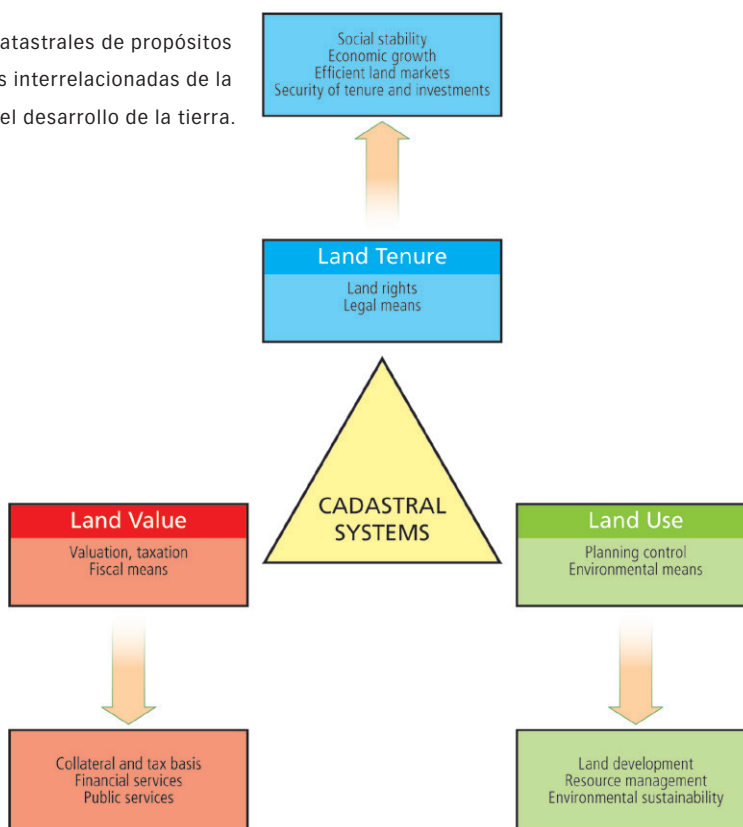 atastrales de propósitos
s interrelacionadas de la
el desarrollo de la tierra.
Social stability
Economic growth
Efficient land markets
Security of tenure and investments
Land Tenure
Land rights
Legal means
CADASTRAL
SYSTEMS
Land Value
Valuation, taxation
Fiscal means
Land Use
Planning control
Environmental means
Collateral and tax basis
Financial services
Public services
Land development
Resource management
Environmental sustainability